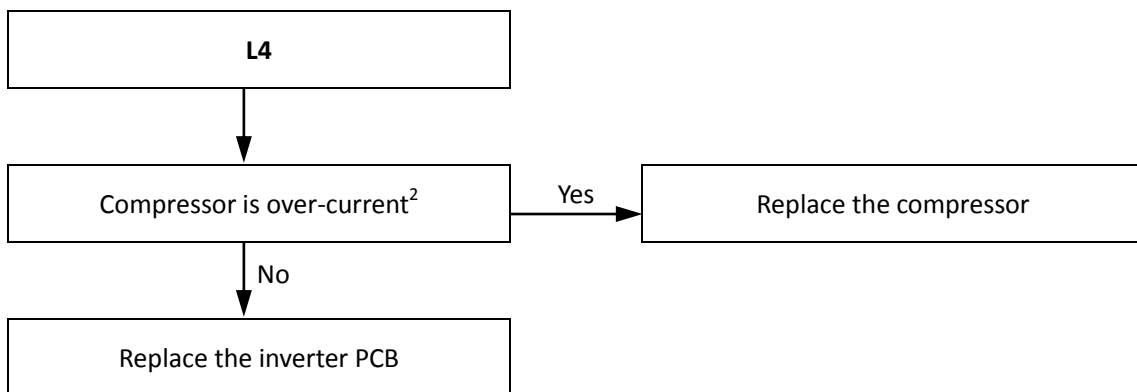 L4
Compressor is over-current²
Yes
Replace the compressor
No
Replace the inverter PCB